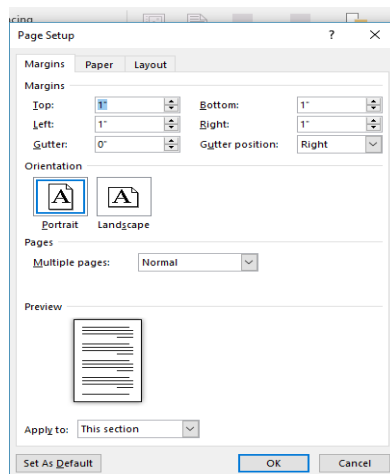 Page Setup ? ×
Margins Paper Layout
Margins
Top: 1" Bottom: 1"
Left: 1" Right: 1"
Gutter: 0" Gutter position: Right
Orientation
A A
Portrait Landscape
Pages
Multiple pages: Normal
Preview
Apply to: This section
Set As Default OK Cancel